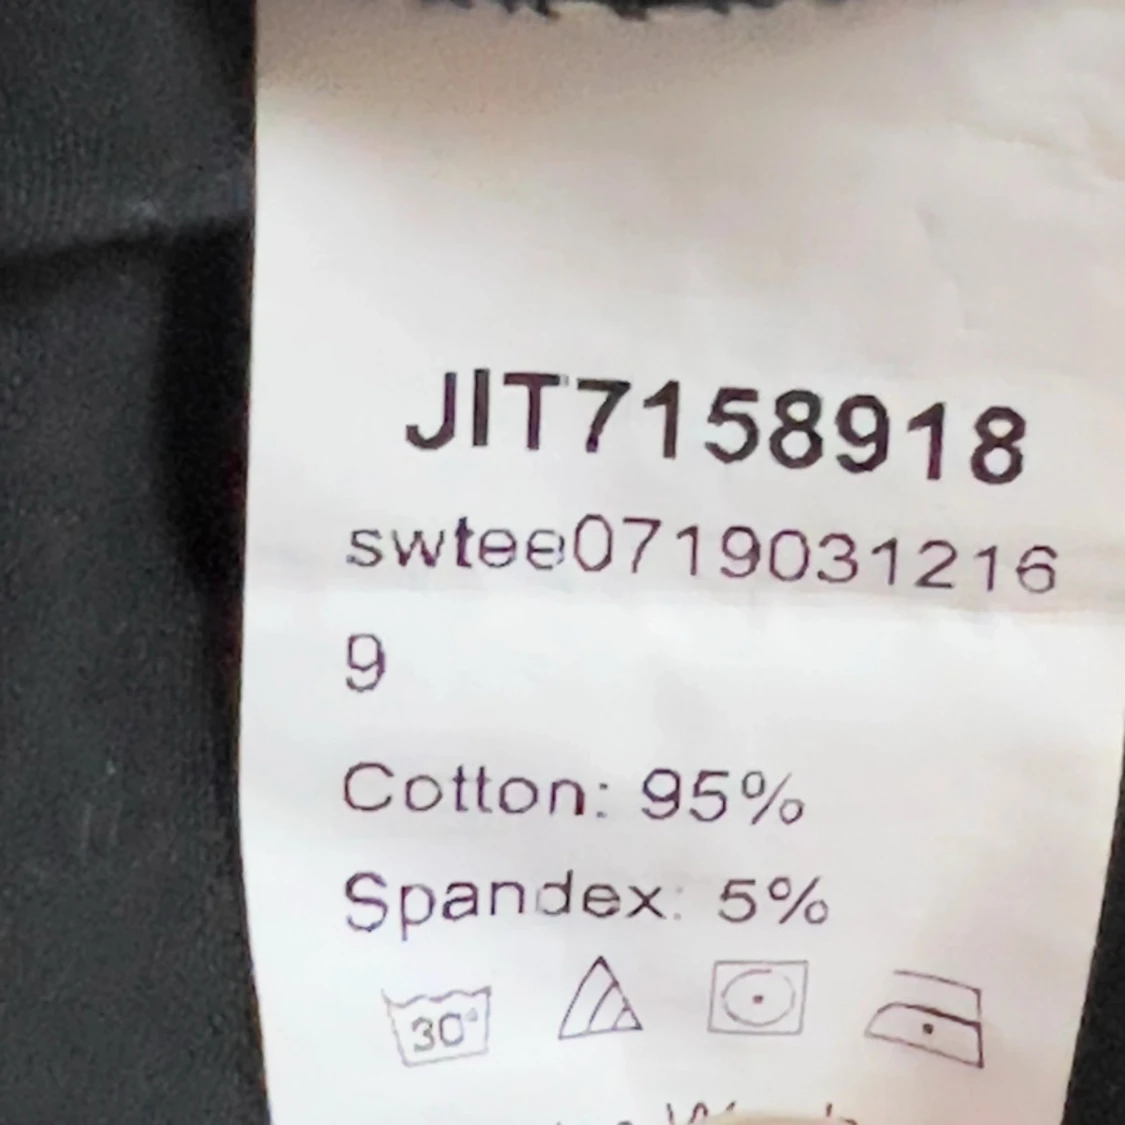 JIT7158918
swtee0719031216
9
Cotton: 95%
Spandex: 5%
30°